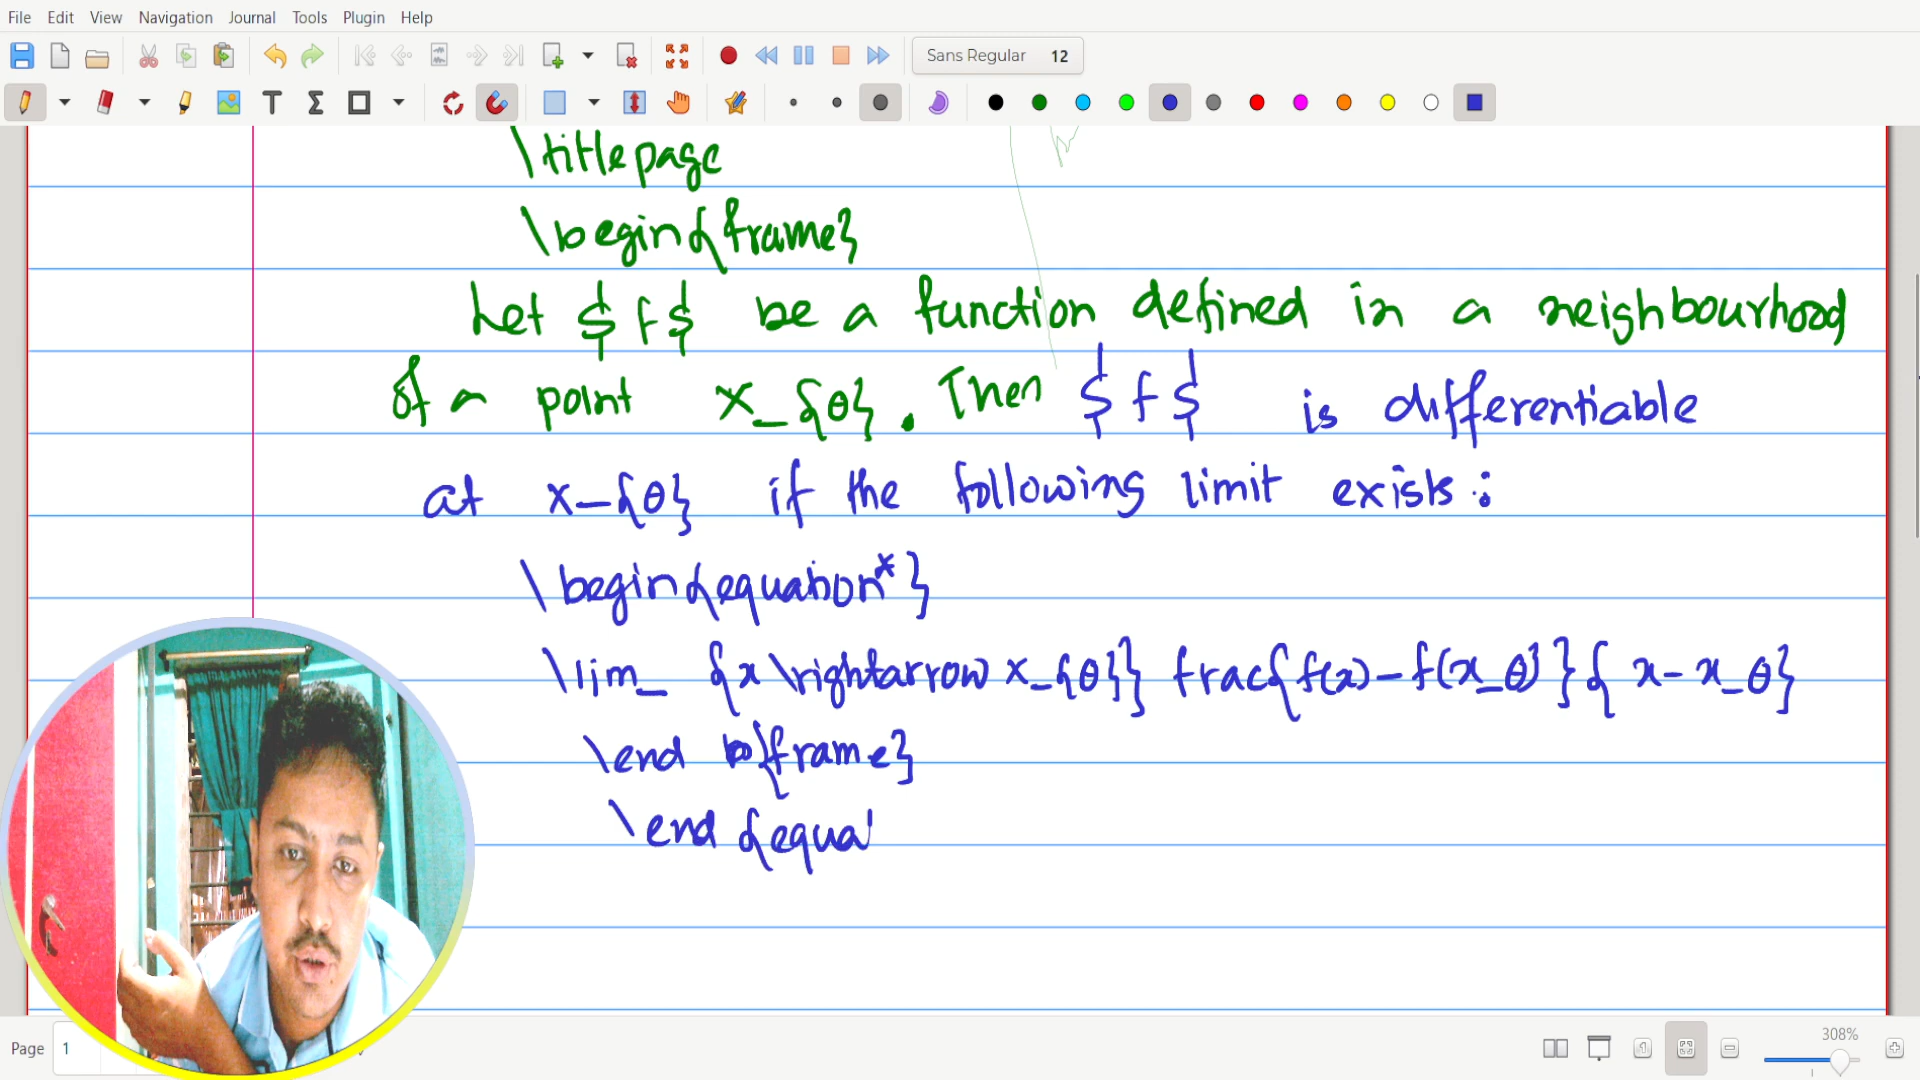 File Edit View Navigation Journal Tools Plugin Help
Sans Regular 12
\titlepage
\begin{frame}
Let $f$ be a function defined in a neighbourhood
of a point x_{0}. Then $f$ is differentiable
at x_{0} if the following limit exists:
\begin{equation*}
\lim_ {x \rightarrow x_{0}} frac{f(x)-f(x_0)}{x-x_0}
\end {frame}
\end {equa
Page 1
308%